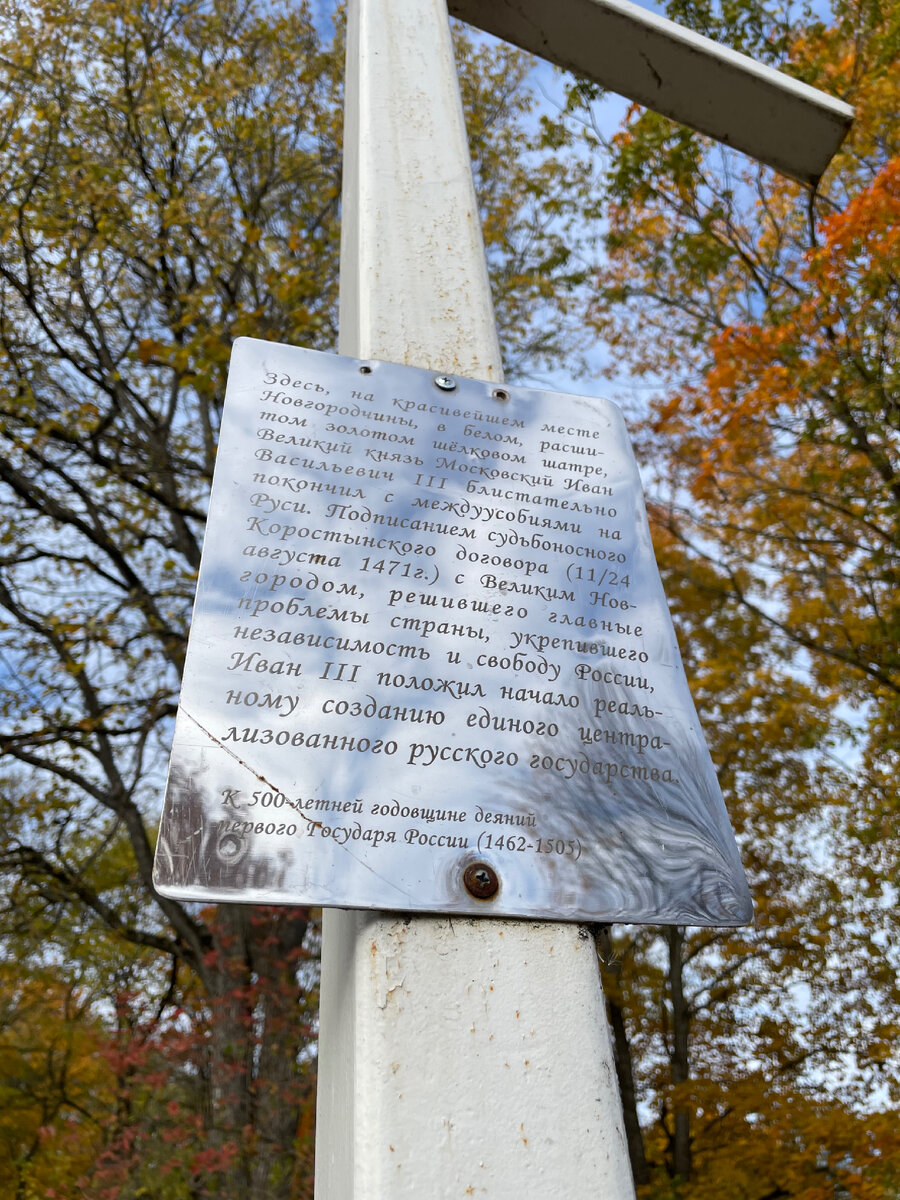 Здесь, на красивейшем месте
Новгородчины, в белом, расши-
том золотом шёлковом шатре,
Великий князь Московский Иван
Васильевич III блистательно
покончил с междуусобиями на
Руси. Подписанием судьбоносного
Коростынского договора (11/24
августа 1471г.) с Великим Нов-
городом, решившего главные
проблемы страны, укрепившего
независимость и свободу России,
Иван III положил начало реаль-
ному созданию единого центра-
лизованного русского государства.
К 500-летней годовщине деяний
первого Государя России (1462-1505)